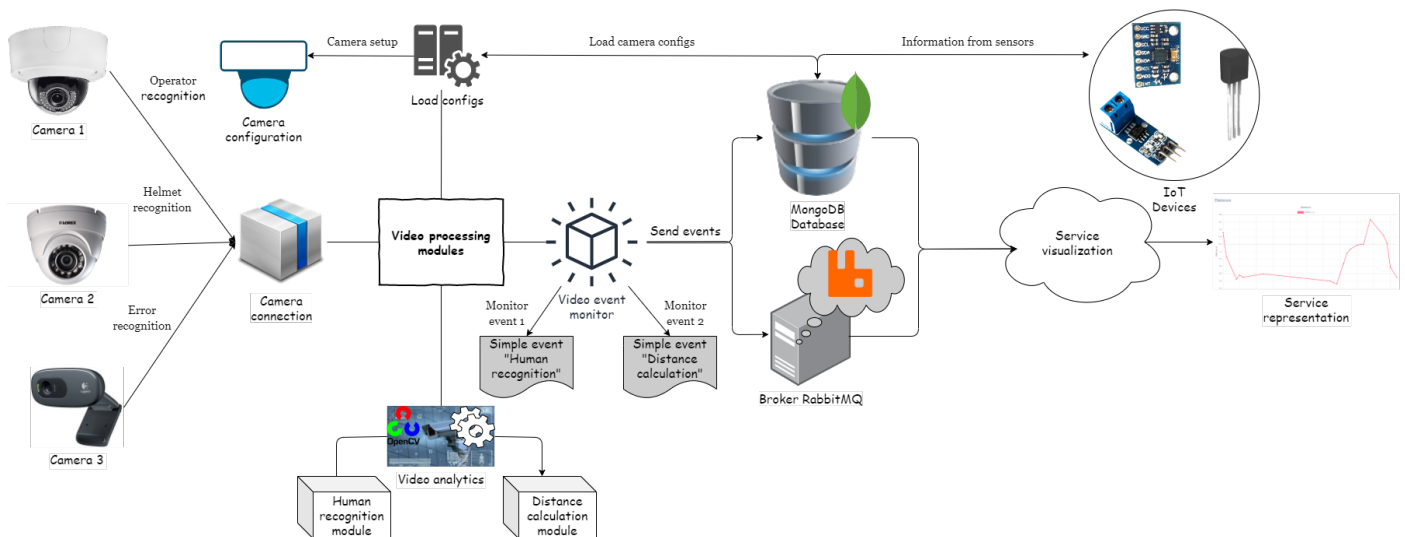 Camera setup
Load camera configs
Information from sensors
Operator
recognition
Load configs
Camera
configuration
Camera 1
Helmet
recognition
IoT
Devices
MongoDB
Database
Video processing
modules
Send events
Service
visualization
Distance
Camera 2
Camera
connection
Video event
monitor
Service
representation
Error
recognition
Monitor
event 1
Monitor
event 2
Simple event
"Human
recognition"
Simple event
"Distance
calculation"
Broker RabbitMQ
OpenCV
Camera 3
Video analytics
Human
recognition
module
Distance
calculation
module